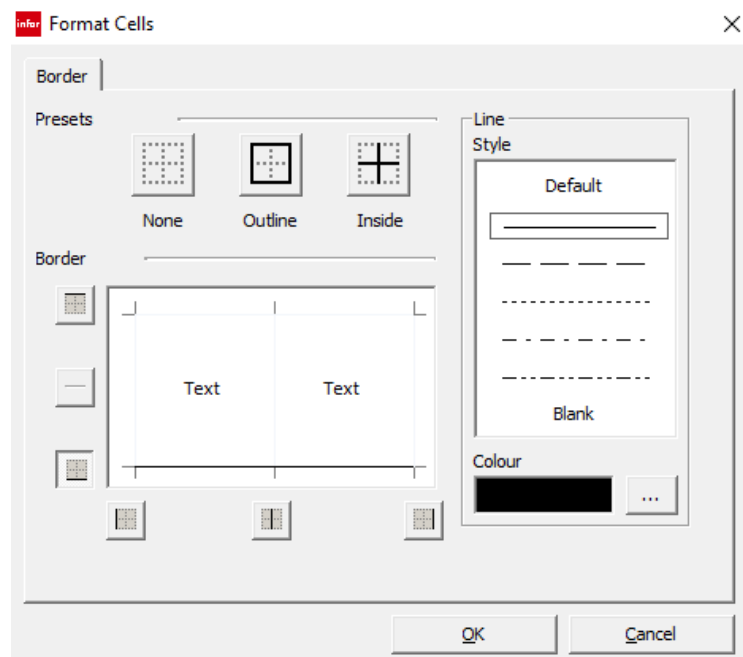 infor Format Cells
Border
Presets
None Outline Inside
Border
Text Text
Line
Style
Default
Blank
Colour
...
OK Cancel